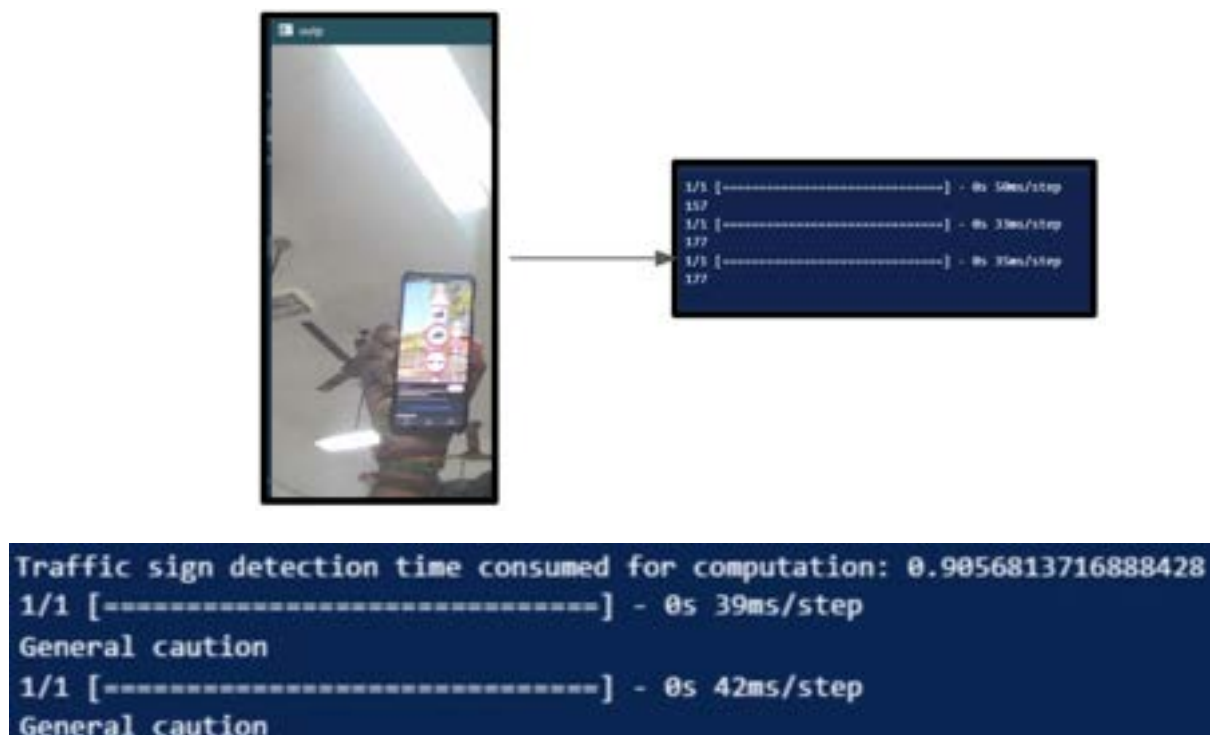 1/1 [==============================] - 0s 50ms/step
157
1/1 [==============================] - 0s 33ms/step
177
1/1 [==============================] - 0s 35ms/step
177
Traffic sign detection time consumed for computation: 0.9056813716888428
1/1 [==============================] - 0s 39ms/step
General caution
1/1 [==============================] - 0s 42ms/step
General caution